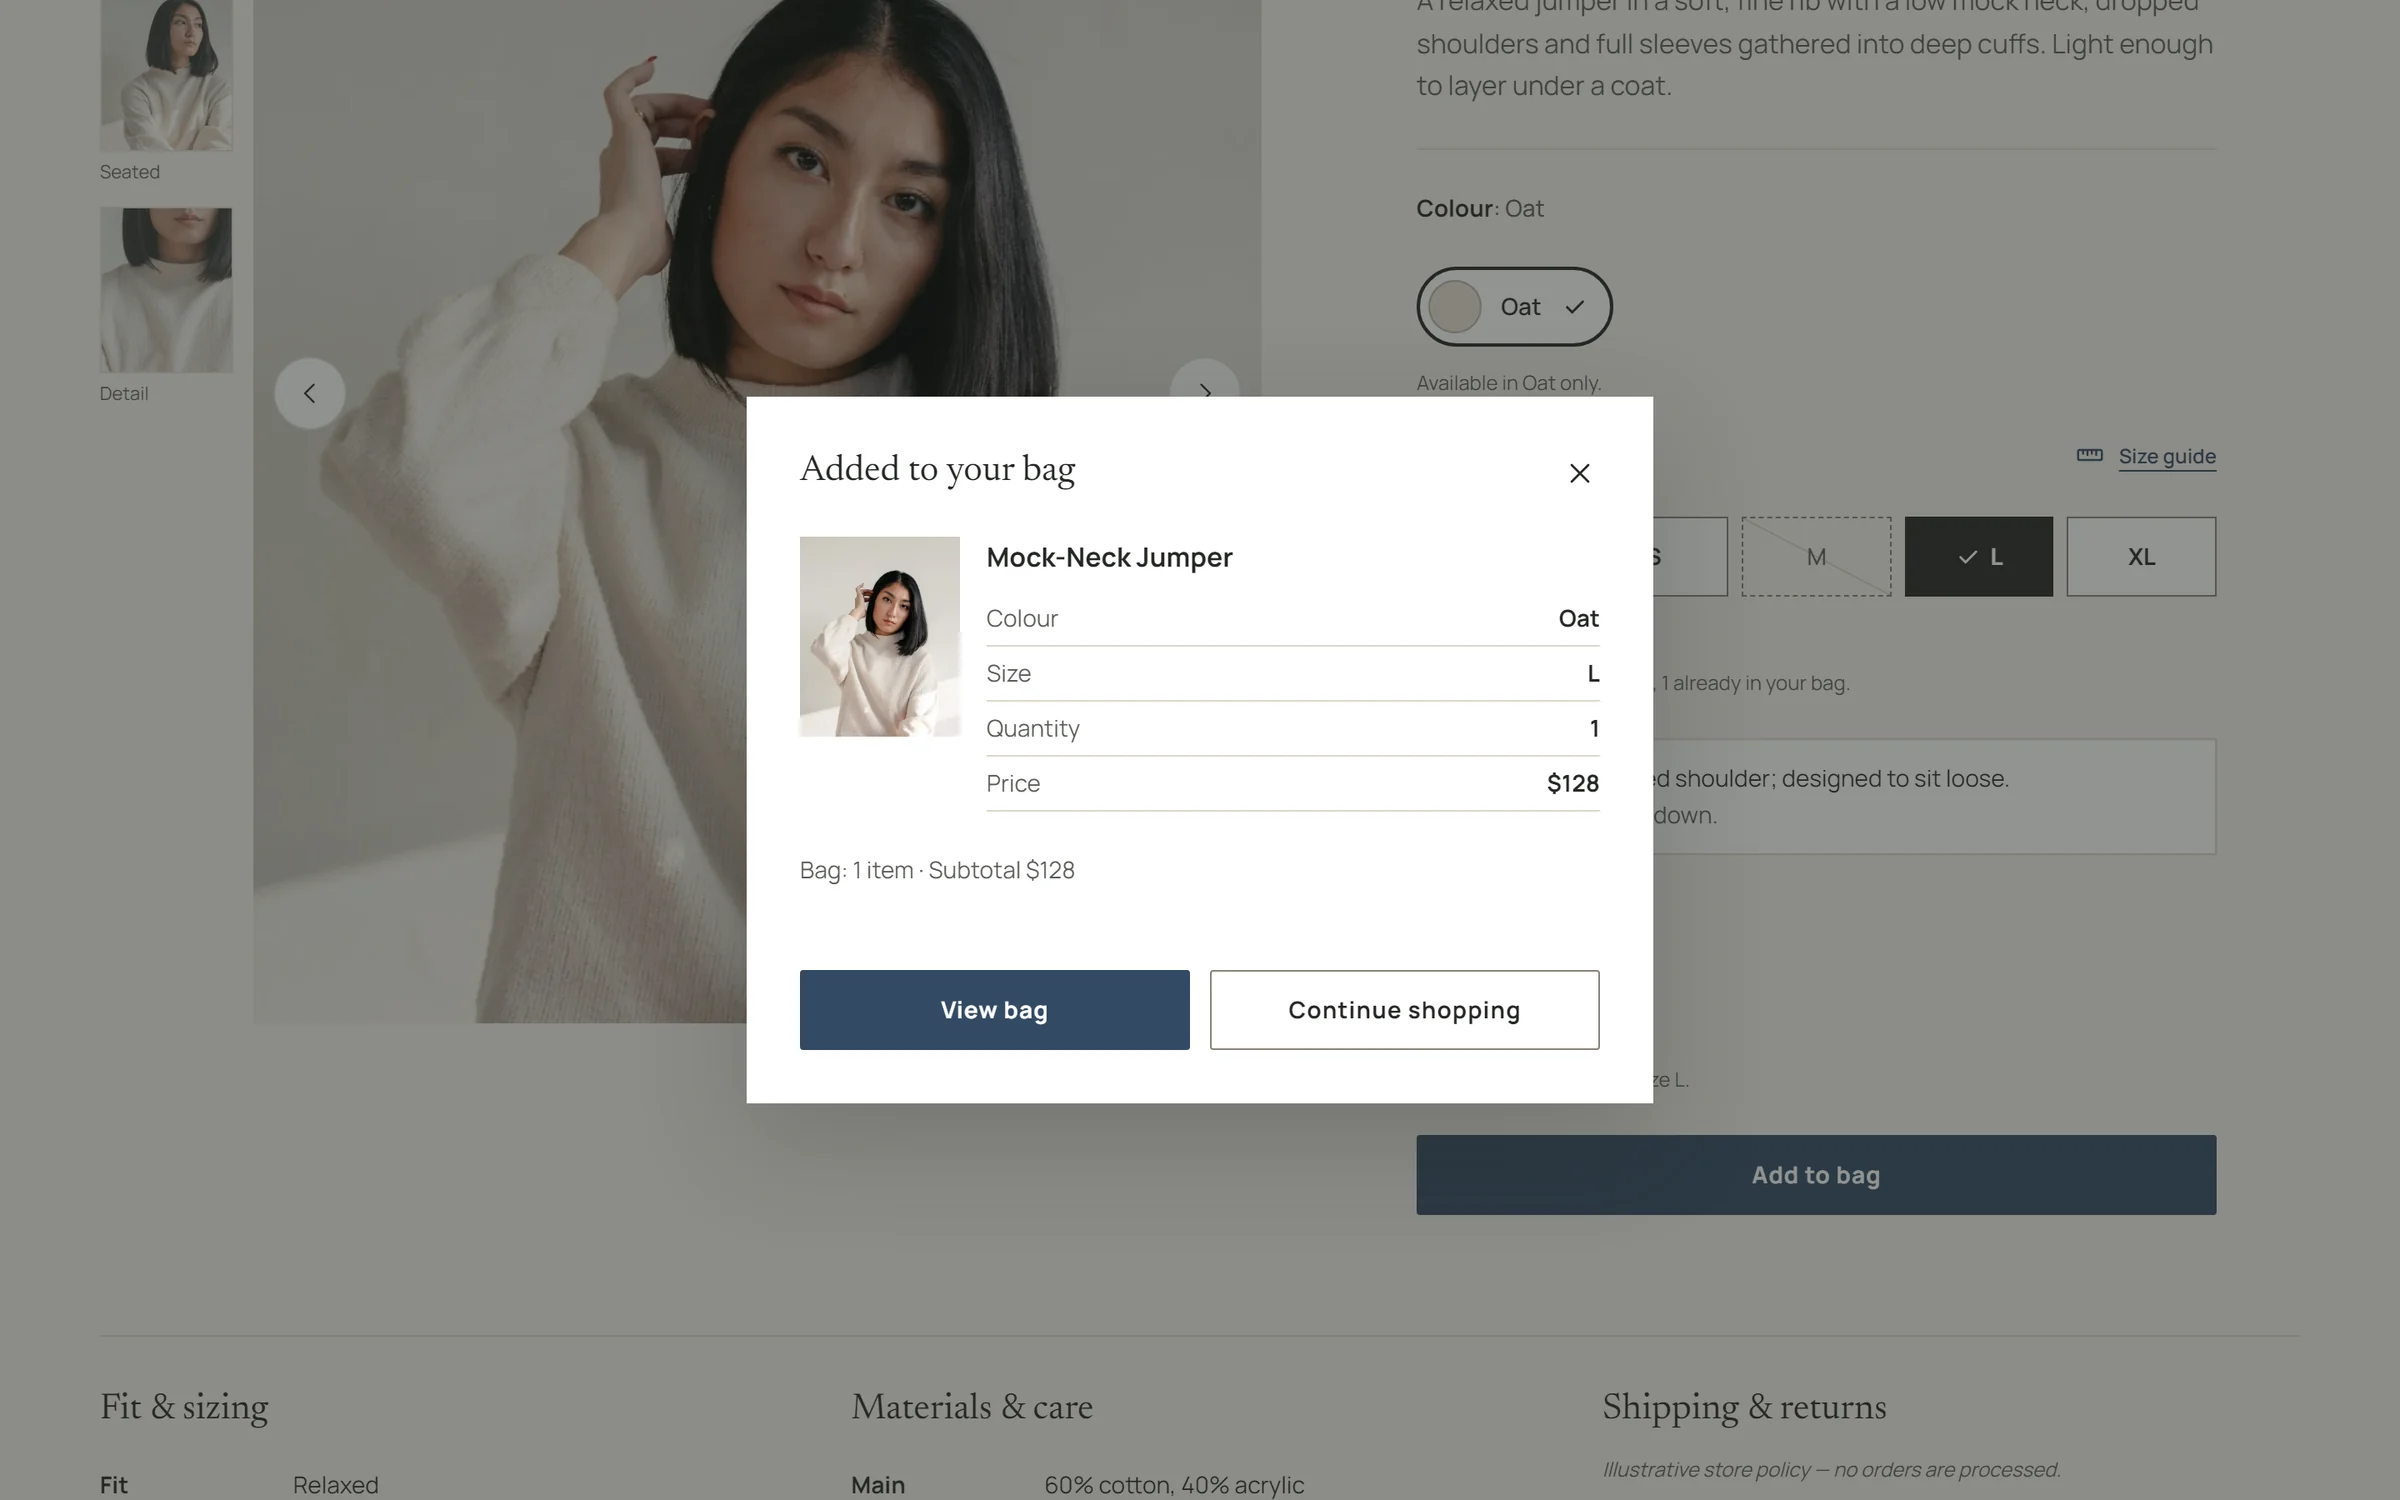 Seated
Detail
A relaxed jumper in a soft, fine rib with a low mock neck, dropped
shoulders and full sleeves gathered into deep cuffs. Light enough
to layer under a coat.
Colour: Oat
Oat
Available in Oat only.
Size guide
S
M
L
XL
, 1 already in your bag.
shoulder; designed to sit loose.
down.
L.
Add to bag
Added to your bag
Mock-Neck Jumper
Colour Oat
Size L
Quantity 1
Price $128
Bag: 1 item · Subtotal $128
View bag
Continue shopping
Fit & sizing
Fit Relaxed
Materials & care
Main 60% cotton, 40% acrylic
Shipping & returns
Illustrative store policy — no orders are processed.